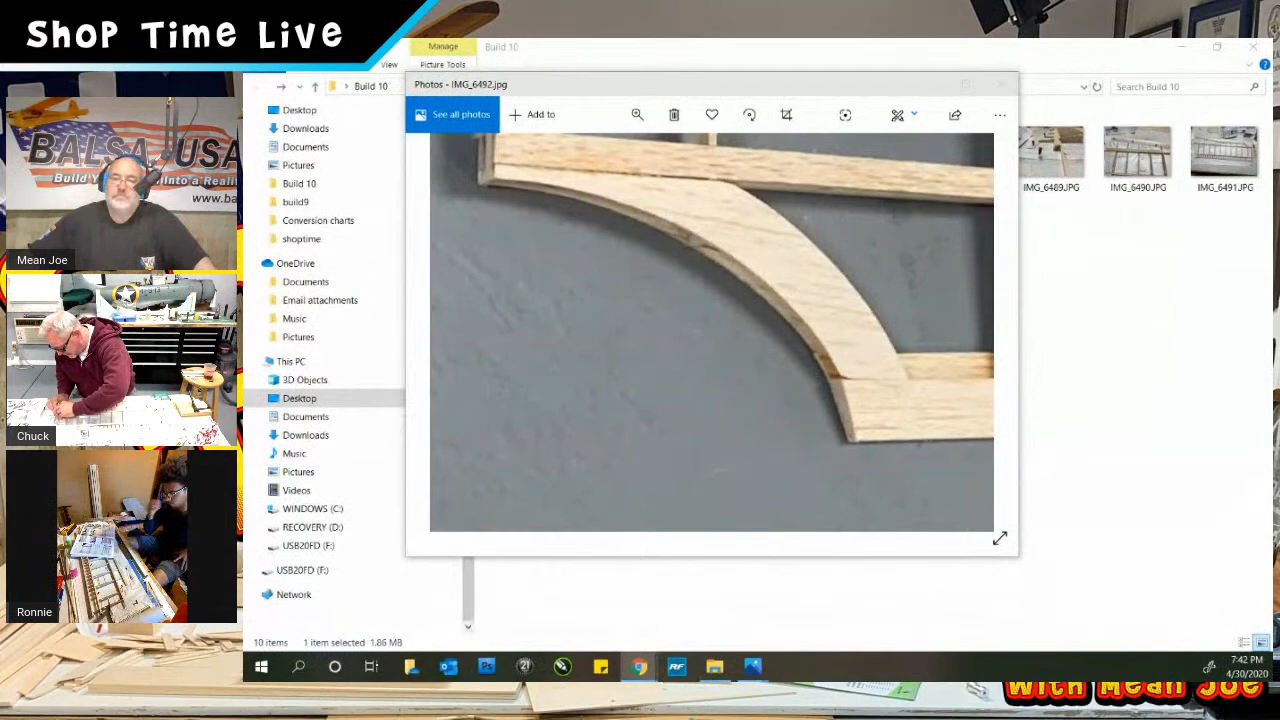 Shop Time Live
BALSA USA
Build Y
Into a Reali
www.ba
Mean Joe
Chuck
Ronnie
Manage
Build 10
View
Picture Tools
Build 10
Search Build 10
Photos - IMG_6492.jpg
See all photos
Add to
Desktop
Downloads
Documents
Pictures
Build 10
build9
Conversion charts
shoptime
OneDrive
Documents
Email attachments
Music
Pictures
This PC
3D Objects
Desktop
Documents
Downloads
Music
Pictures
Videos
WINDOWS (C:)
RECOVERY (D:)
USB20FD (F:)
USB20FD (F:)
Network
IMG_6489.JPG
IMG_6490.JPG
IMG_6491.JPG
10 items
1 item selected 1.86 MB
Ps
21
RF
7:42 PM
4/30/2020
With Mean Joe